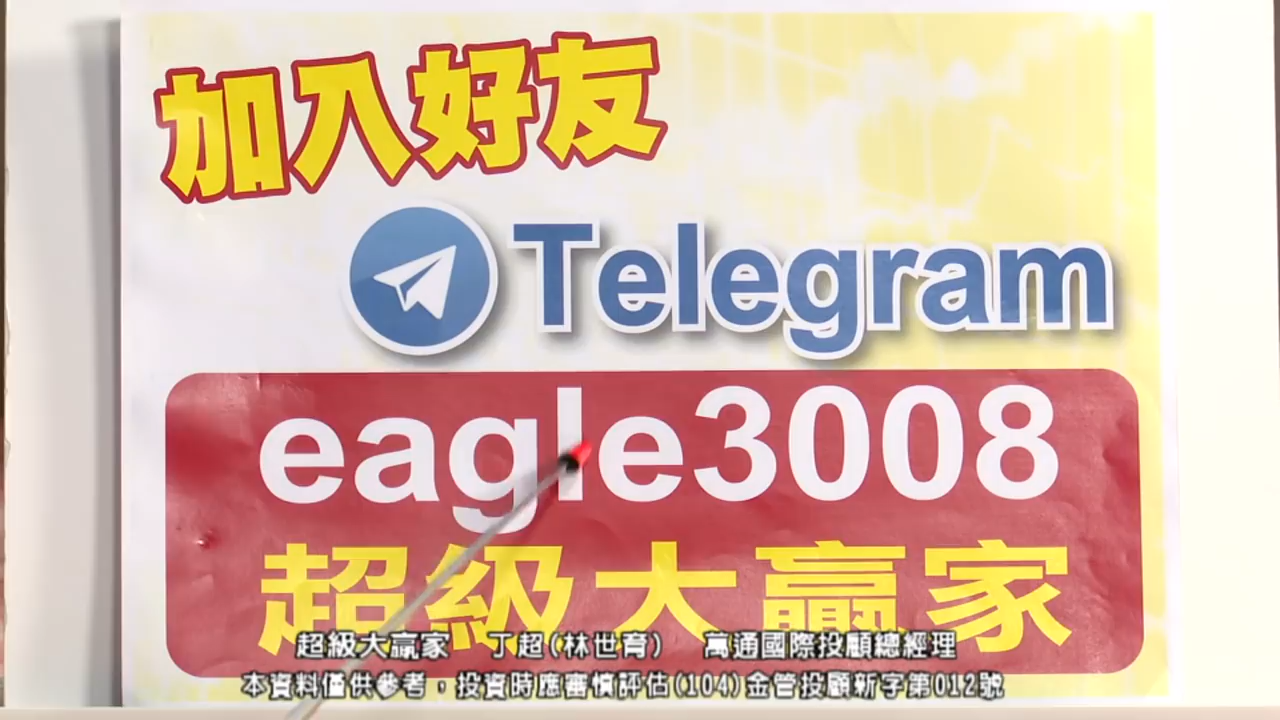 加入好友
Telegram
eagle3008
超級大贏家
超級大贏家 丁超(林世育) 萬通國際投顧總經理
本資料僅供參考,投資時應審慎評估(104)金管投顧新字第012號